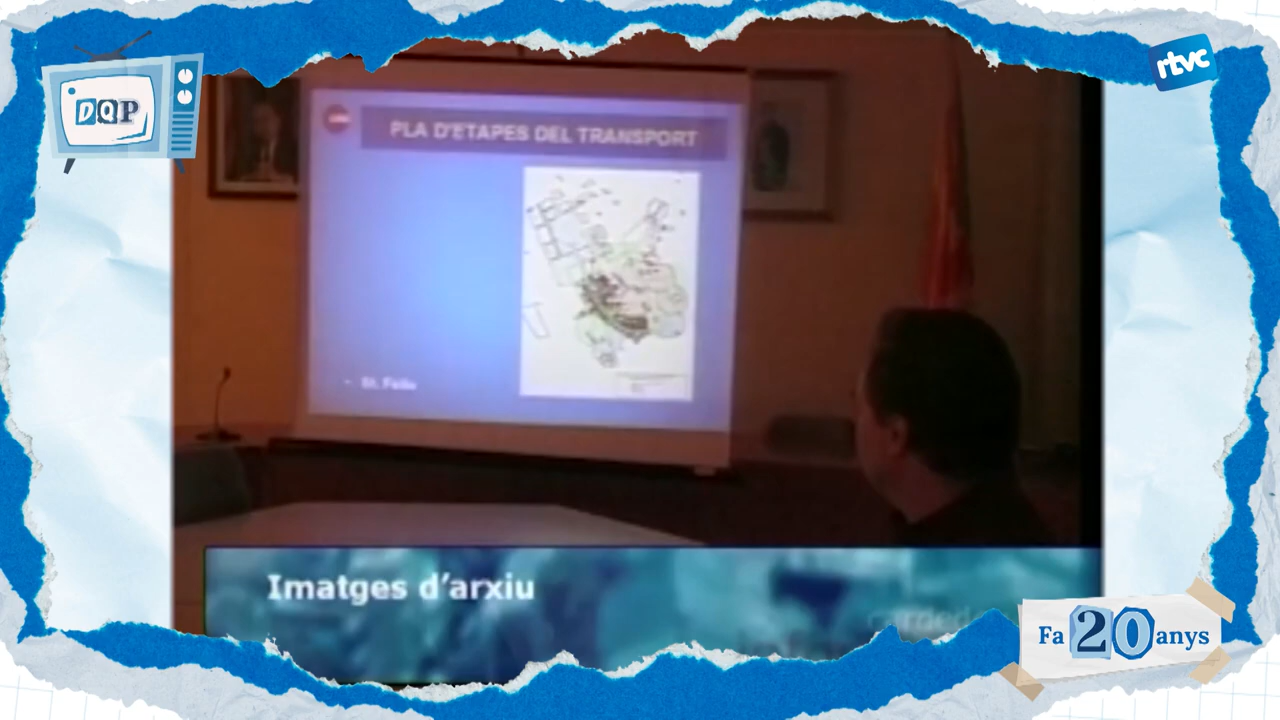 DQP
rtvc
PLA D'ETAPES DEL TRANSPORT
St. Feliu
Imatges d'arxiu
Fa 20 anys